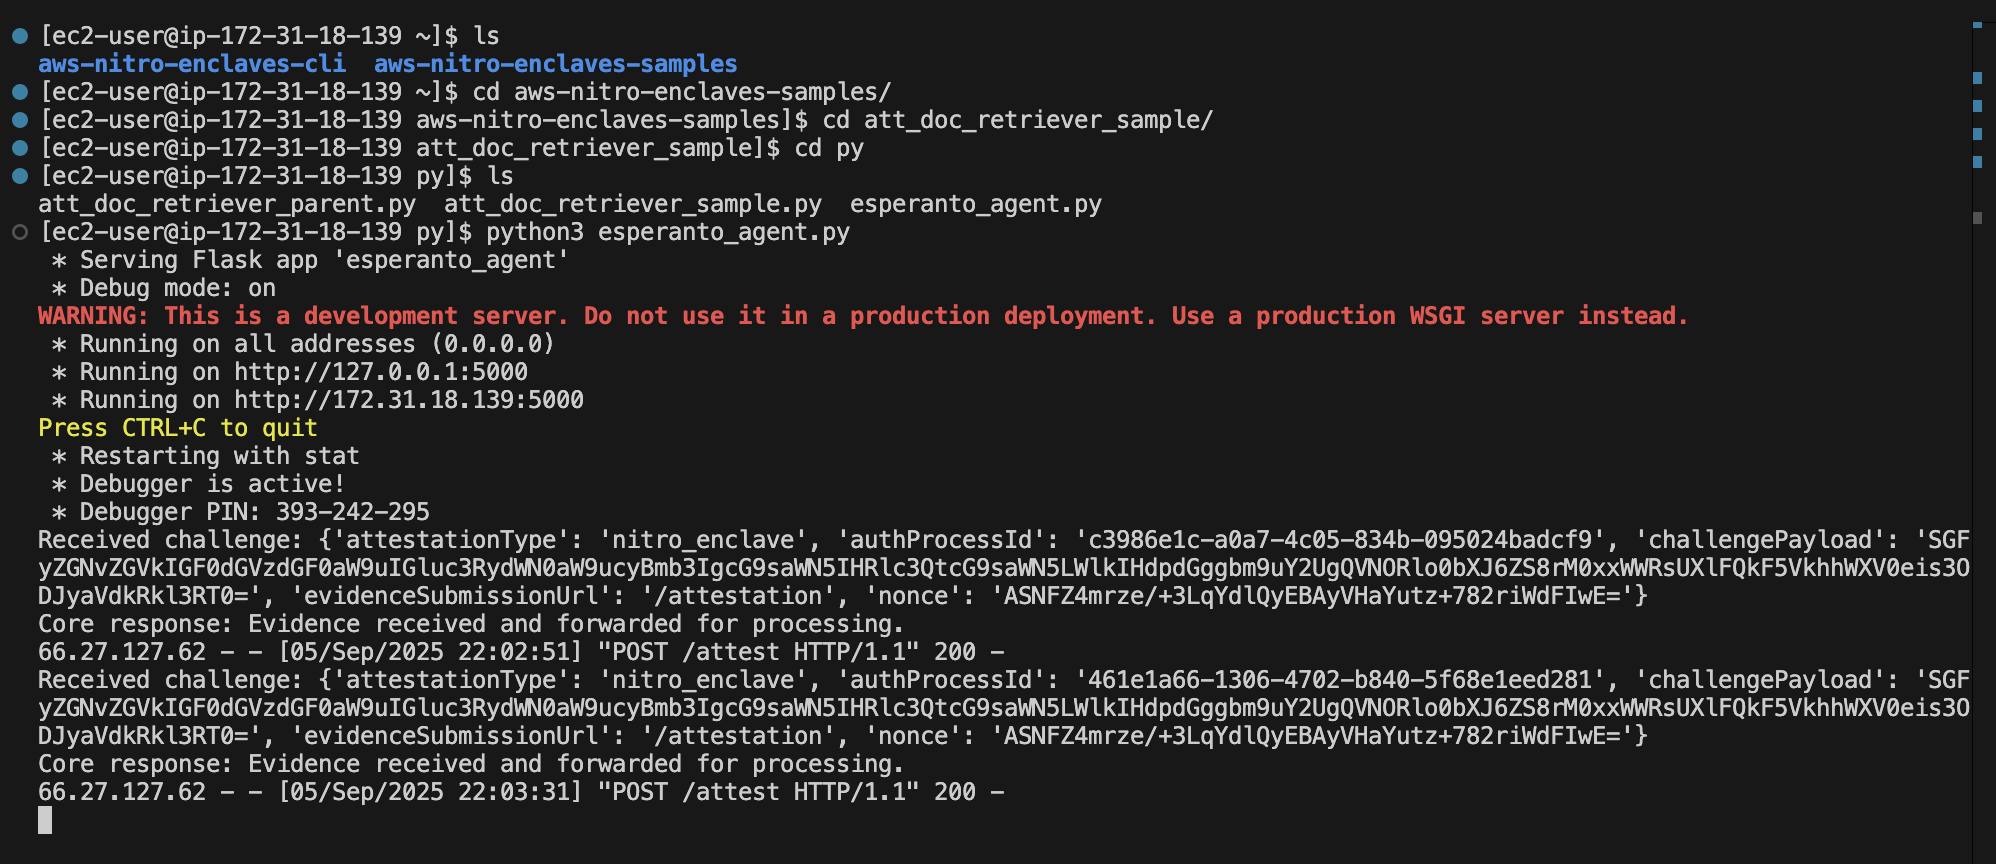 [ec2-user@ip-172-31-18-139 ~]$ ls
aws-nitro-enclaves-cli  aws-nitro-enclaves-samples
[ec2-user@ip-172-31-18-139 ~]$ cd aws-nitro-enclaves-samples/
[ec2-user@ip-172-31-18-139 aws-nitro-enclaves-samples]$ cd att_doc_retriever_sample/
[ec2-user@ip-172-31-18-139 att_doc_retriever_sample]$ cd py
[ec2-user@ip-172-31-18-139 py]$ ls
att_doc_retriever_parent.py  att_doc_retriever_sample.py  esperanto_agent.py
[ec2-user@ip-172-31-18-139 py]$ python3 esperanto_agent.py
 * Serving Flask app 'esperanto_agent'
 * Debug mode: on
WARNING: This is a development server. Do not use it in a production deployment. Use a production WSGI server instead.
 * Running on all addresses (0.0.0.0)
 * Running on http://127.0.0.1:5000
 * Running on http://172.31.18.139:5000
Press CTRL+C to quit
 * Restarting with stat
 * Debugger is active!
 * Debugger PIN: 393-242-295
Received challenge: {'attestationType': 'nitro_enclave', 'authProcessId': 'c3986e1c-a0a7-4c05-834b-095024badcf9', 'challengePayload': 'SGF
yZGNvZGVkIGF0dGVzdGF0aW9uIGluc3RydWN0aW9ucyBmb3IgcG9saWN5IHRlc3QtcG9saWN5LWlkIHdpdGggbm9uY2UgQVNORlo0bXJ6ZS8rM0xxWWRsUXlFQkF5VkhhWXV0eis3O
DJyaVdkRkl3RT0=', 'evidenceSubmissionUrl': '/attestation', 'nonce': 'ASNFZ4mrze/+3LqYdlQyEBAyVHaYutz+782riWdFIwE='}
Core response: Evidence received and forwarded for processing.
66.27.127.62 - - [05/Sep/2025 22:02:51] "POST /attest HTTP/1.1" 200 -
Received challenge: {'attestationType': 'nitro_enclave', 'authProcessId': '461e1a66-1306-4702-b840-5f68e1eed281', 'challengePayload': 'SGF
yZGNvZGVkIGF0dGVzdGF0aW9uIGluc3RydWN0aW9ucyBmb3IgcG9saWN5IHRlc3QtcG9saWN5LWlkIHdpdGggbm9uY2UgQVNORlo0bXJ6ZS8rM0xxWWRsUXlFQkF5VkhhWXV0eis3O
DJyaVdkRkl3RT0=', 'evidenceSubmissionUrl': '/attestation', 'nonce': 'ASNFZ4mrze/+3LqYdlQyEBAyVHaYutz+782riWdFIwE='}
Core response: Evidence received and forwarded for processing.
66.27.127.62 - - [05/Sep/2025 22:03:31] "POST /attest HTTP/1.1" 200 -